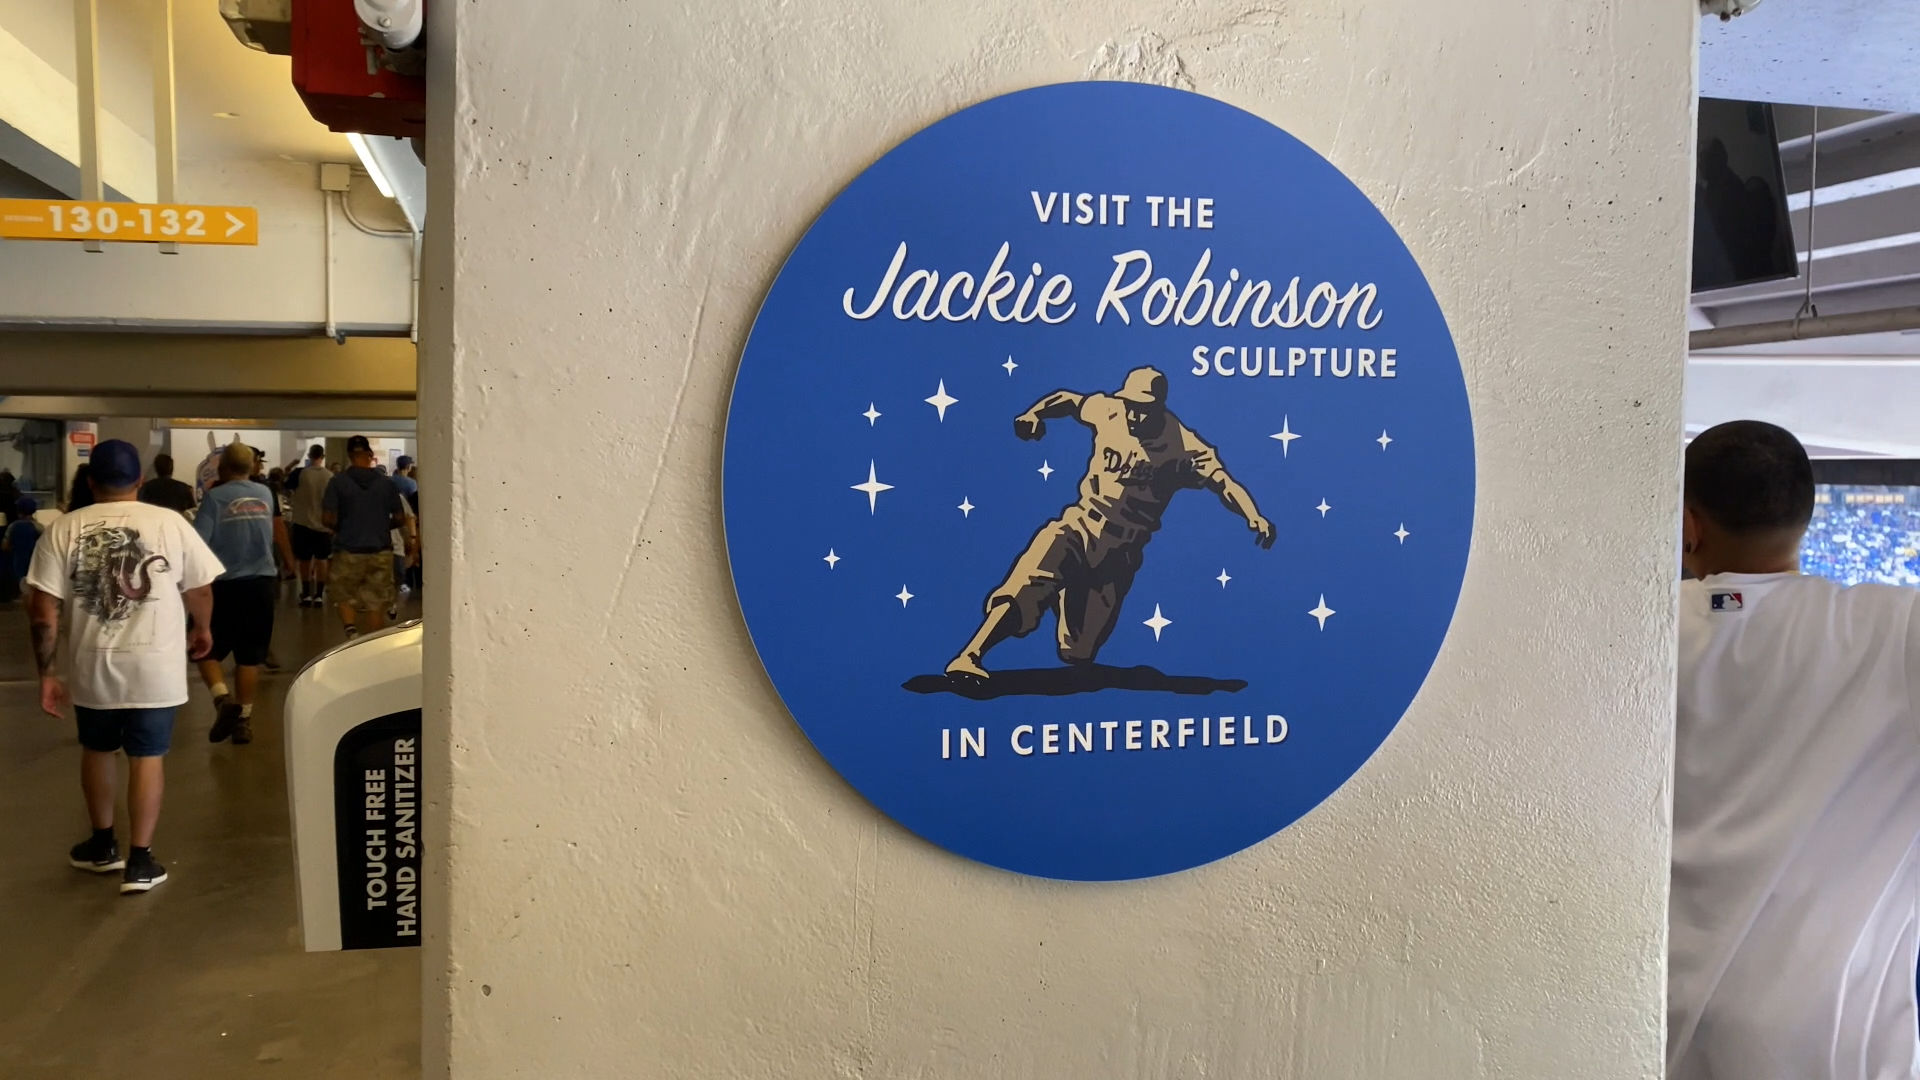 130-132 >
VISIT THE
Jackie Robinson
SCULPTURE
Dodgers
IN CENTERFIELD
TOUCH FREE
HAND SANITIZER